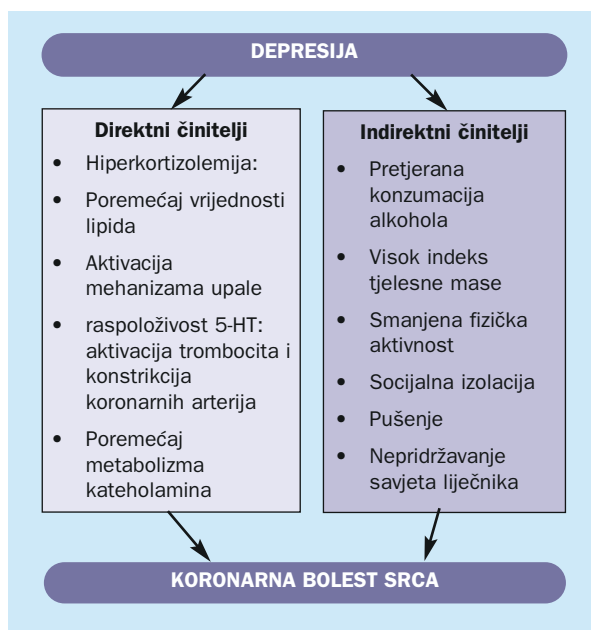 DEPRESIJA
Direktni činitelji
• Hiperkortizolemija:
• Poremećaj vrijednosti
lipida
• Aktivacija
mehanizama upale
• raspoloživost 5-HT:
aktivacija trombocita i
konstrikcija
koronarnih arterija
• Poremećaj
metabolizma
kateholamina
Indirektni činitelji
• Pretjerana
konzumacija
alkohola
• Visok indeks
tjelesne mase
• Smanjena fizička
aktivnost
• Socijalna izolacija
• Pušenje
• Nepridržavanje
savjeta liječnika
KORONARNA BOLEST SRCA